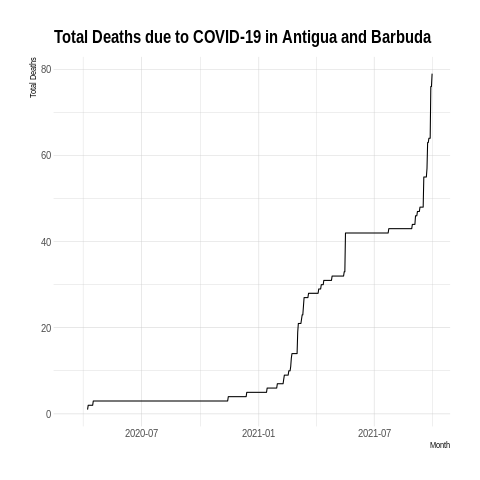 Total Deaths due to COVID-19 in Antigua and Barbuda
Total Deaths
80
60
40
20
0
2020-07
2021-01
2021-07
Month